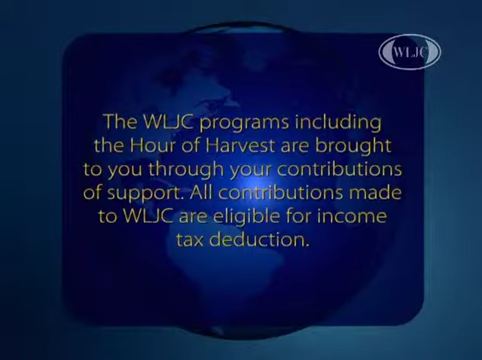 WLJC
The WLJC programs including
the Hour of Harvest are brought
to you through your contributions
of support. All contributions made
to WLJC are eligible for income
tax deduction.